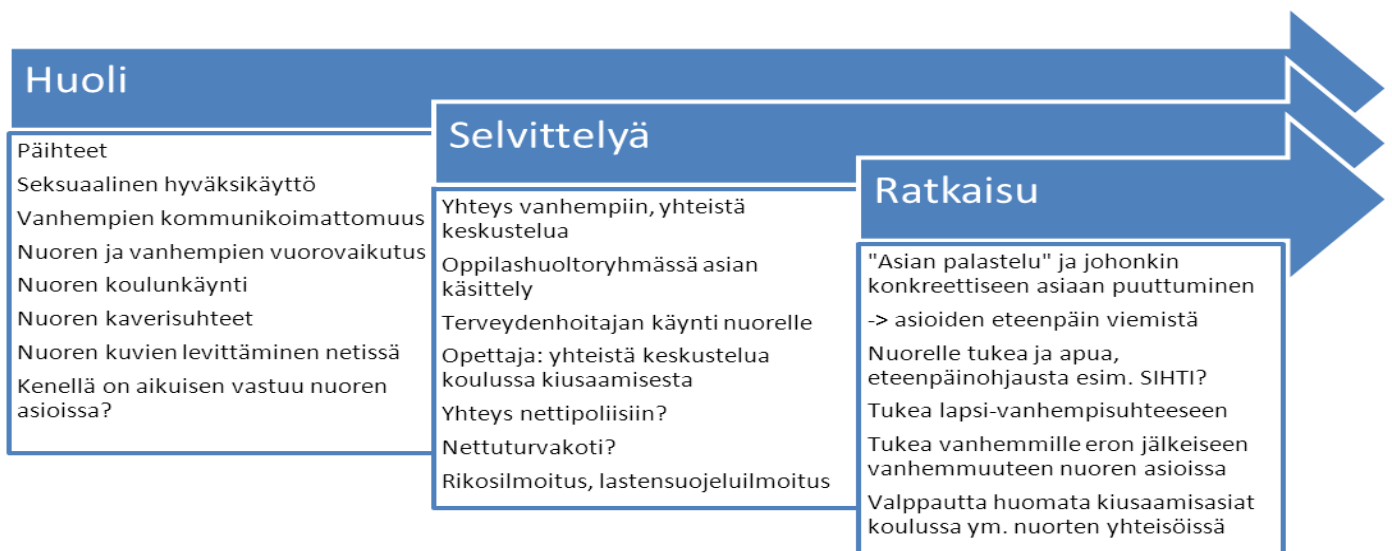 Huoli
Päihteet
Seksuaalinen hyväksikäyttö
Vanhempien kommunikoimattomuus
Nuoren ja vanhempien vuorovaikutus
Nuoren koulunkäynti
Nuoren kaverisuhteet
Nuoren kuvien levittäminen netissä
Kenellä on aikuisen vastuu nuoren
asioissa?
Selvittelyä
Yhteys vanhempiin, yhteistä
keskustelua
Oppilashuoltoryhmässä asian
käsittely
Terveydenhoitajan käynti nuorelle
Opettaja: yhteistä keskustelua
koulussa kiusaamisesta
Yhteys nettipoliisiin?
Nettuturvakoti?
Rikosilmoitus, lastensuojeluilmoitus
Ratkaisu
"Asian palastelu" ja johonkin
konkreettiseen asiaan puuttuminen
-> asioiden eteenpäin viemistä
Nuorelle tukea ja apua,
eteenpäinohjausta esim. SIHTI?
Tukea lapsi-vanhempisuhteeseen
Tukea vanhemmille eron jälkeiseen
vanhemmuuteen nuoren asioissa
Valppautta huomata kiusaamisasiat
koulussa ym. nuorten yhteisöissä